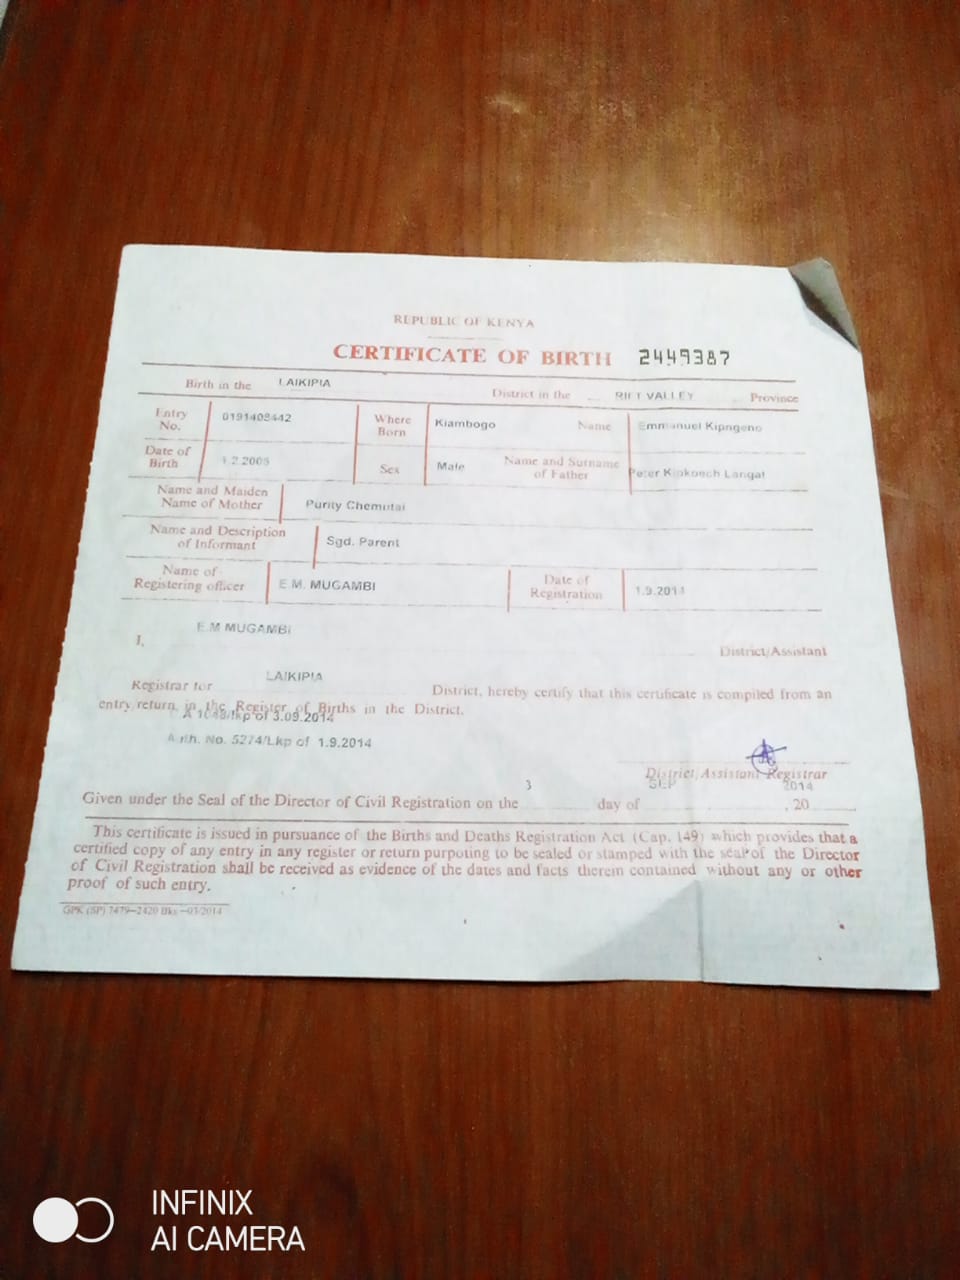 REPUBLIC OF KENYA
CERTIFICATE OF BIRTH 2449387
Birth in the LAIKIPIA District in the RIFT VALLEY Province
Entry No. 0191408442 Where Born Kiambogo Name Emmanuel Kipngeno
Date of Birth 1.2.2005 Sex Male Name and Surname of Father Peter Kipkoech Langat
Name and Maiden Name of Mother Purity Chemutai
Name and Description of Informant Sgd. Parent
Name of Registering officer E.M. MUGAMBI Date of Registration 1.9.2014
I, E.M MUGAMBI District/Assistant
Registrar for LAIKIPIA District, hereby certify that this certificate is compiled from an
entry/return in the Register of Births in the District.
of 3.09.2014
No. 5274/Lkp of 1.9.2014
District/Assistant Registrar
Given under the Seal of the Director of Civil Registration on the 3 day of SEP , 20 2014
This certificate is issued in pursuance of the Births and Deaths Registration Act (Cap. 149) which provides that a
certified copy of any entry in any register or return purpoting to be sealed or stamped with the seal of the Director
of Civil Registration shall be received as evidence of the dates and facts therein contained without any or other
proof of such entry.
GPK (SP) 7479—2420 Bks —03/2014
INFINIX
AI CAMERA